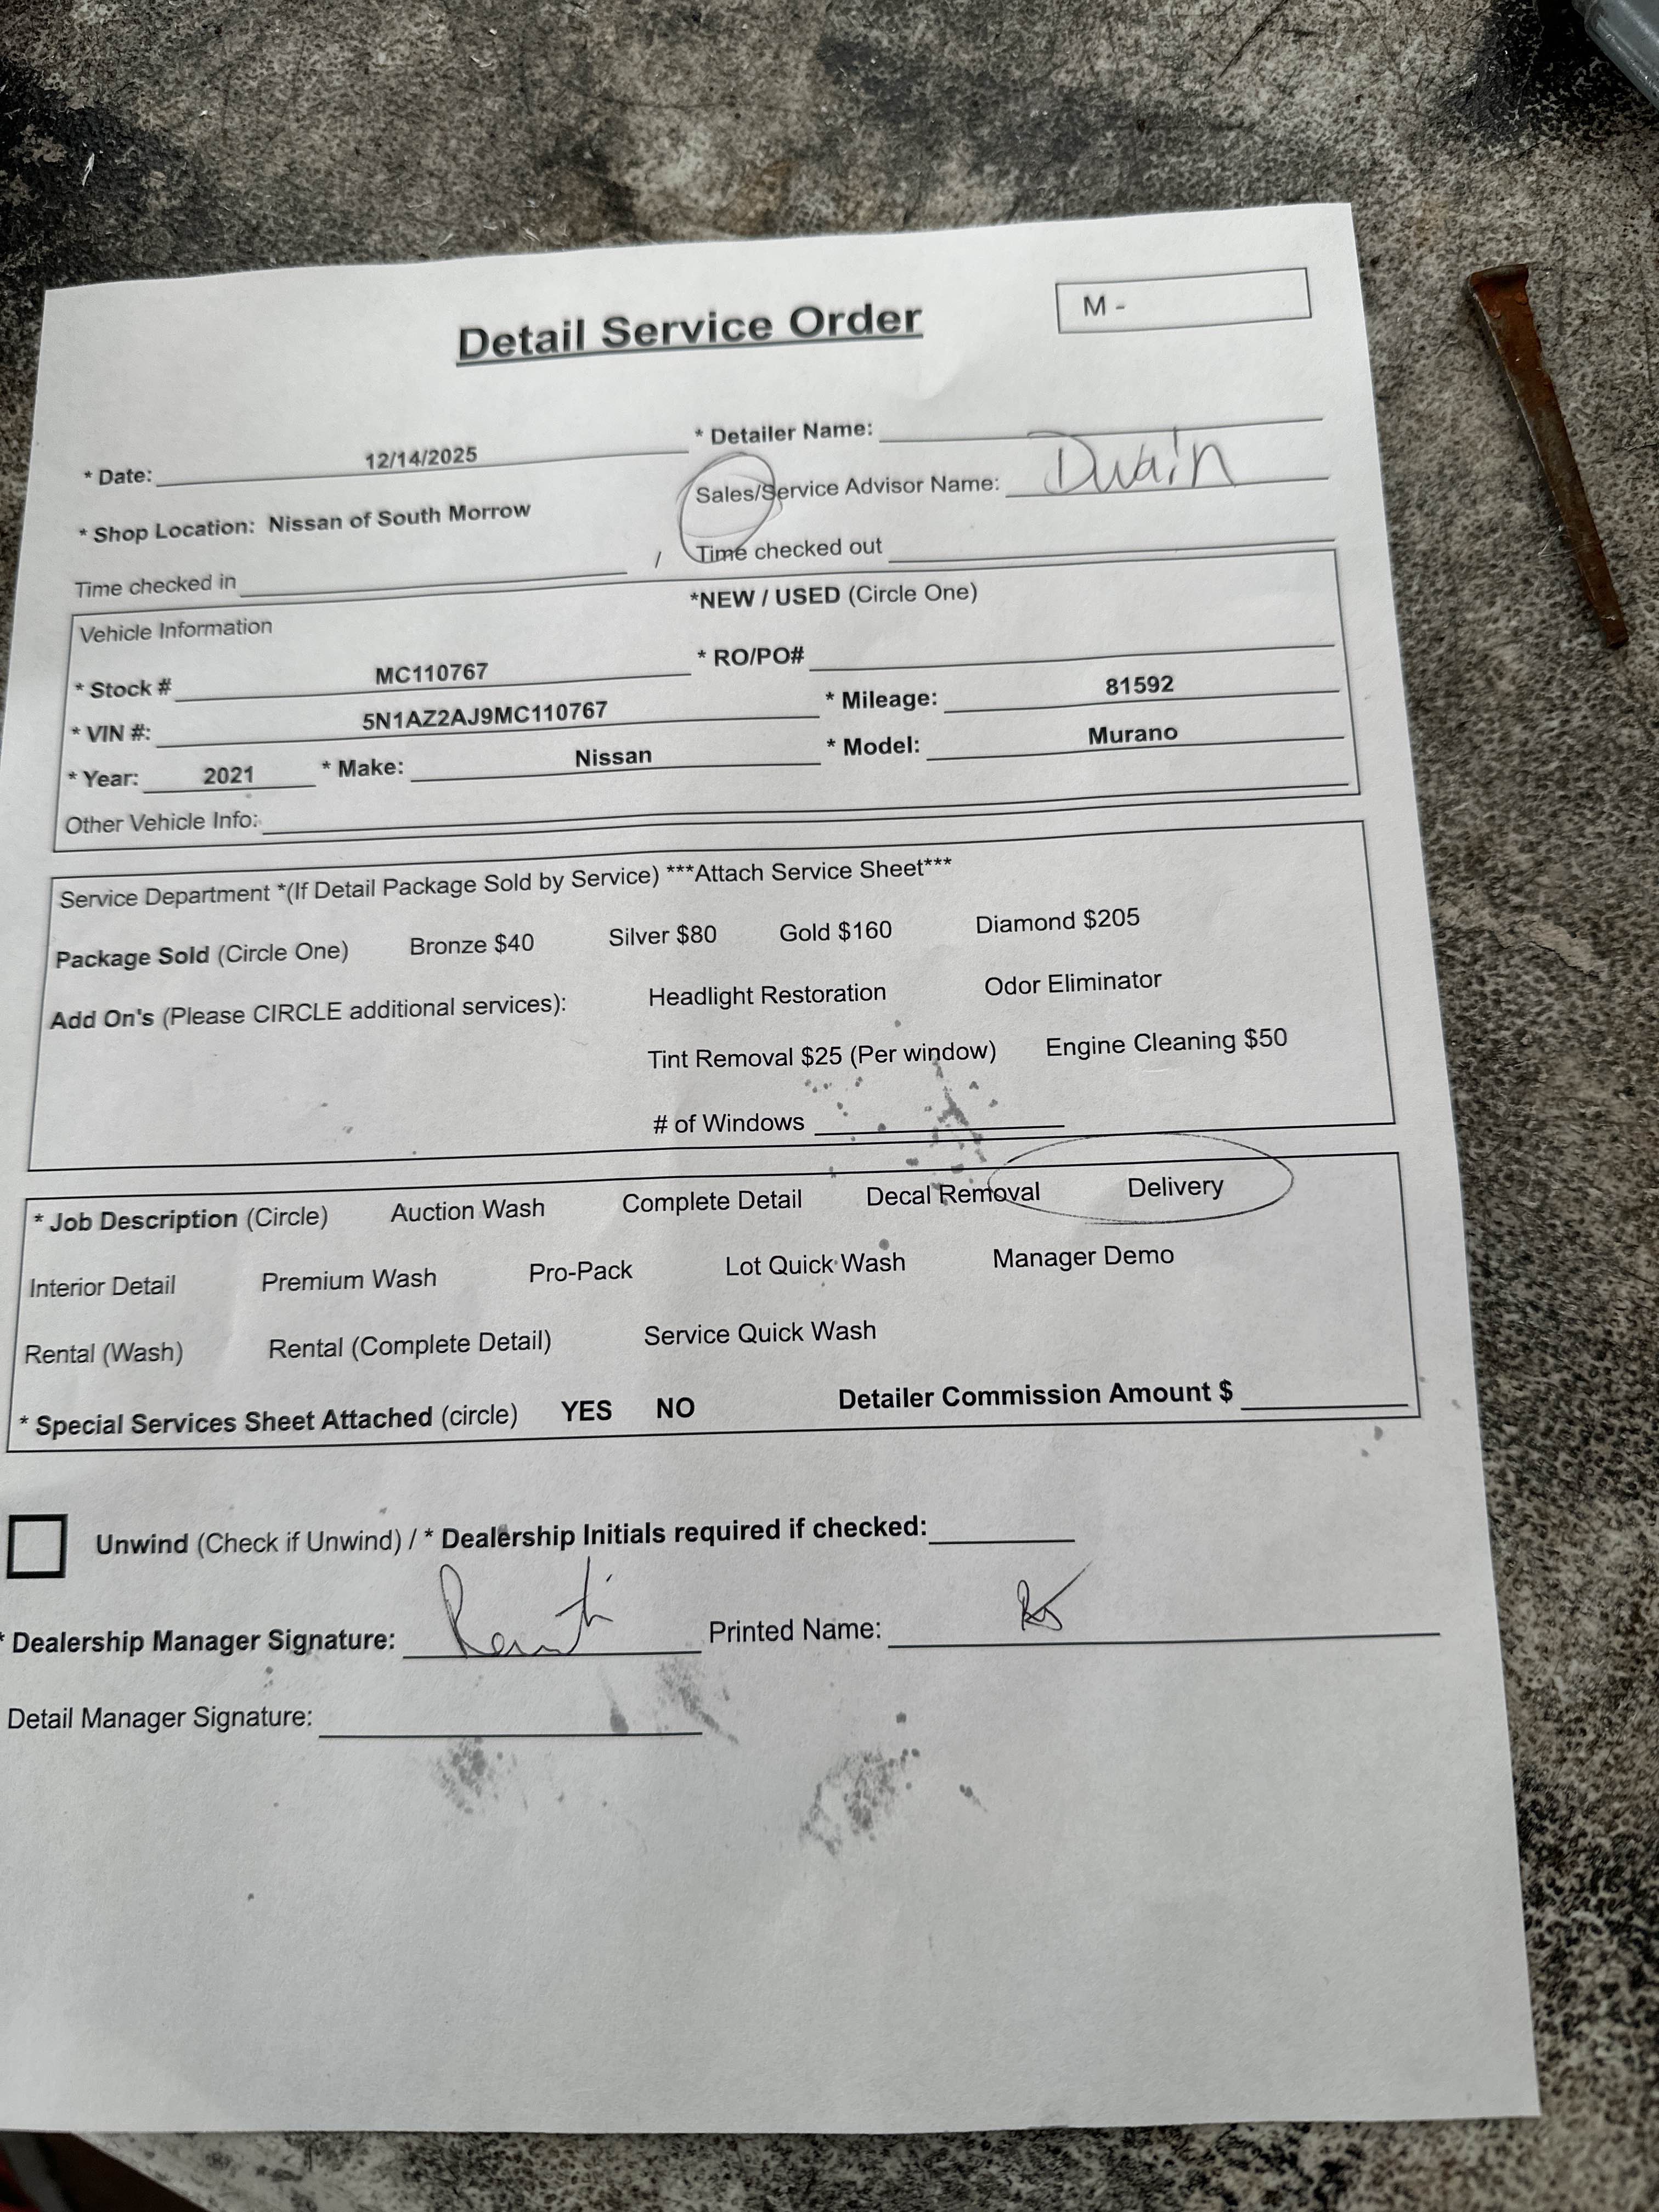 Detail Service Order
M -
* Date: 12/14/2025
* Detailer Name:
* Shop Location: Nissan of South Morrow
Sales/Service Advisor Name: Dwain
Time checked in / Time checked out
Vehicle Information
*NEW / USED (Circle One)
* Stock # MC110767
* RO/PO#
* VIN #: 5N1AZ2AJ9MC110767
* Mileage: 81592
* Year: 2021 * Make: Nissan * Model: Murano
Other Vehicle Info:
Service Department *(If Detail Package Sold by Service) ***Attach Service Sheet***
Package Sold (Circle One) Bronze $40 Silver $80 Gold $160 Diamond $205
Add On's (Please CIRCLE additional services): Headlight Restoration Odor Eliminator
Tint Removal $25 (Per window) Engine Cleaning $50
# of Windows
* Job Description (Circle) Auction Wash Complete Detail Decal Removal Delivery
Interior Detail Premium Wash Pro-Pack Lot Quick Wash Manager Demo
Rental (Wash) Rental (Complete Detail) Service Quick Wash
* Special Services Sheet Attached (circle) YES NO Detailer Commission Amount $
Unwind (Check if Unwind) / * Dealership Initials required if checked:
* Dealership Manager Signature: Printed Name:
Detail Manager Signature: